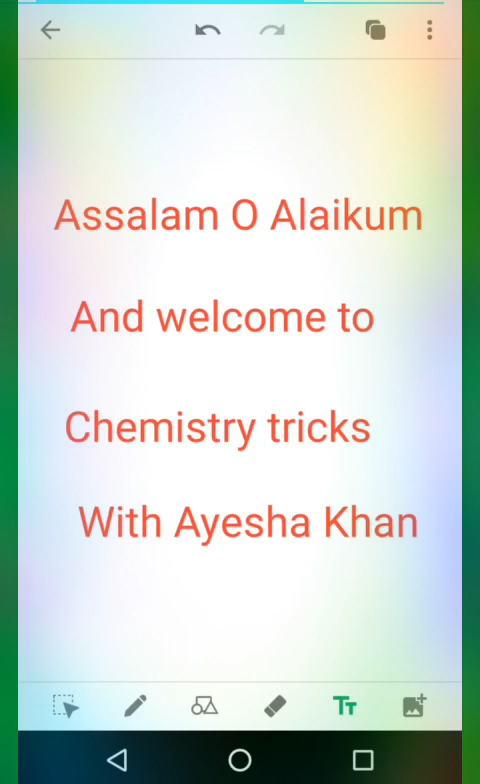 Assalam O Alaikum
And welcome to
Chemistry tricks
With Ayesha Khan